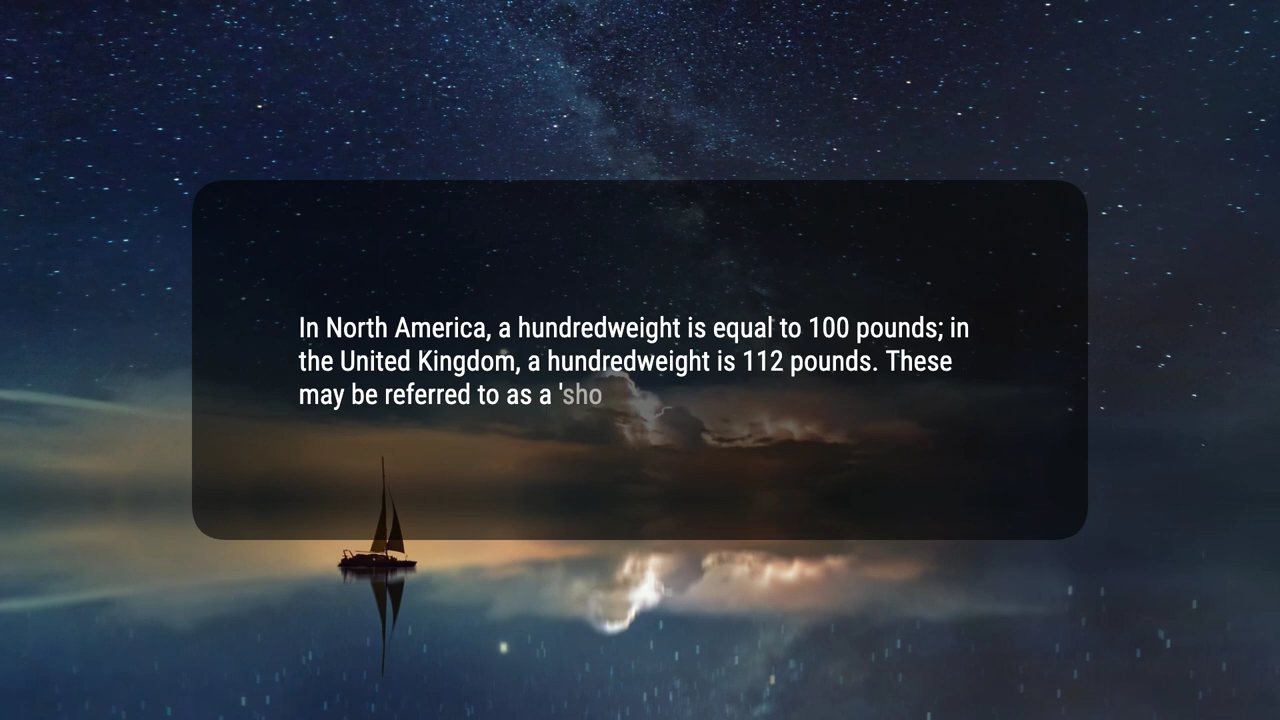 In North America, a hundredweight is equal to 100 pounds; in
the United Kingdom, a hundredweight is 112 pounds. These
may be referred to as a 'sho